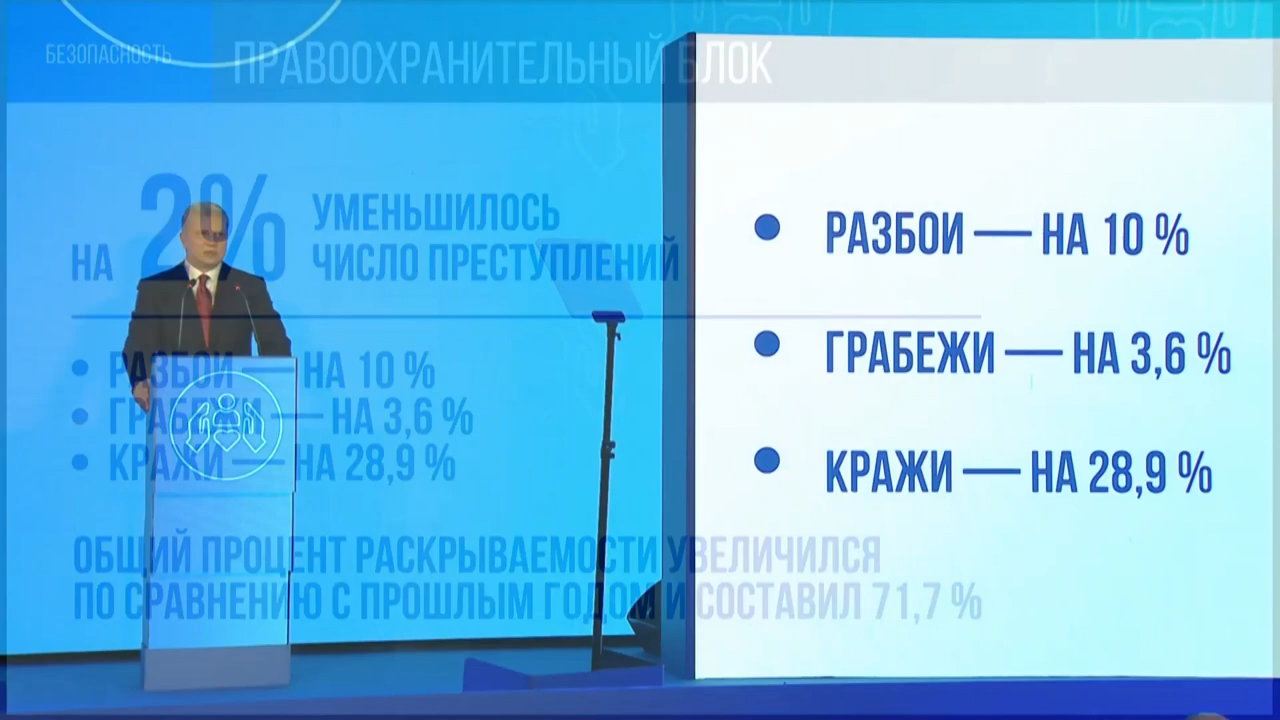 БЕЗОПАСНОСТЬ
ПРАВООХРАНИТЕЛЬНЫЙ БЛОК
НА 2% УМЕНЬШИЛОСЬ
ЧИСЛО ПРЕСТУПЛЕНИЙ
• РАЗБОИ — НА 10 %
• ГРАБЕЖИ — НА 3,6 %
• КРАЖИ — НА 28,9 %
ОБЩИЙ ПРОЦЕНТ РАСКРЫВАЕМОСТИ УВЕЛИЧИЛСЯ
ПО СРАВНЕНИЮ С ПРОШЛЫМ ГОДОМ И СОСТАВИЛ 71,7 %
• РАЗБОИ — НА 10 %
• ГРАБЕЖИ — НА 3,6 %
• КРАЖИ — НА 28,9 %